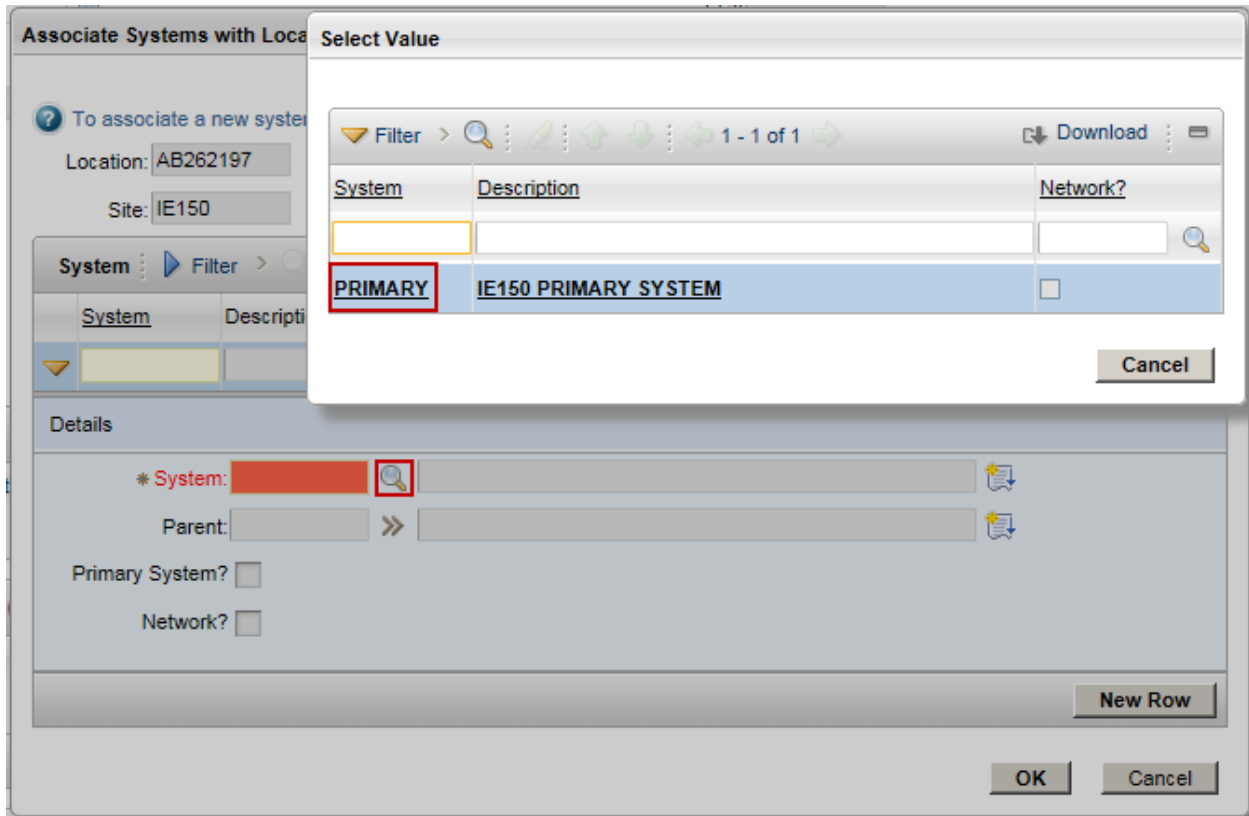 Associate Systems with Loca
Select Value
To associate a new syster
Filter 1 - 1 of 1 Download
Location: AB262197
Site: IE150
System Description Network?
System Filter
PRIMARY IE150 PRIMARY SYSTEM
System Descripti
Cancel
Details
* System:
Parent:
Primary System?
Network?
New Row
OK Cancel